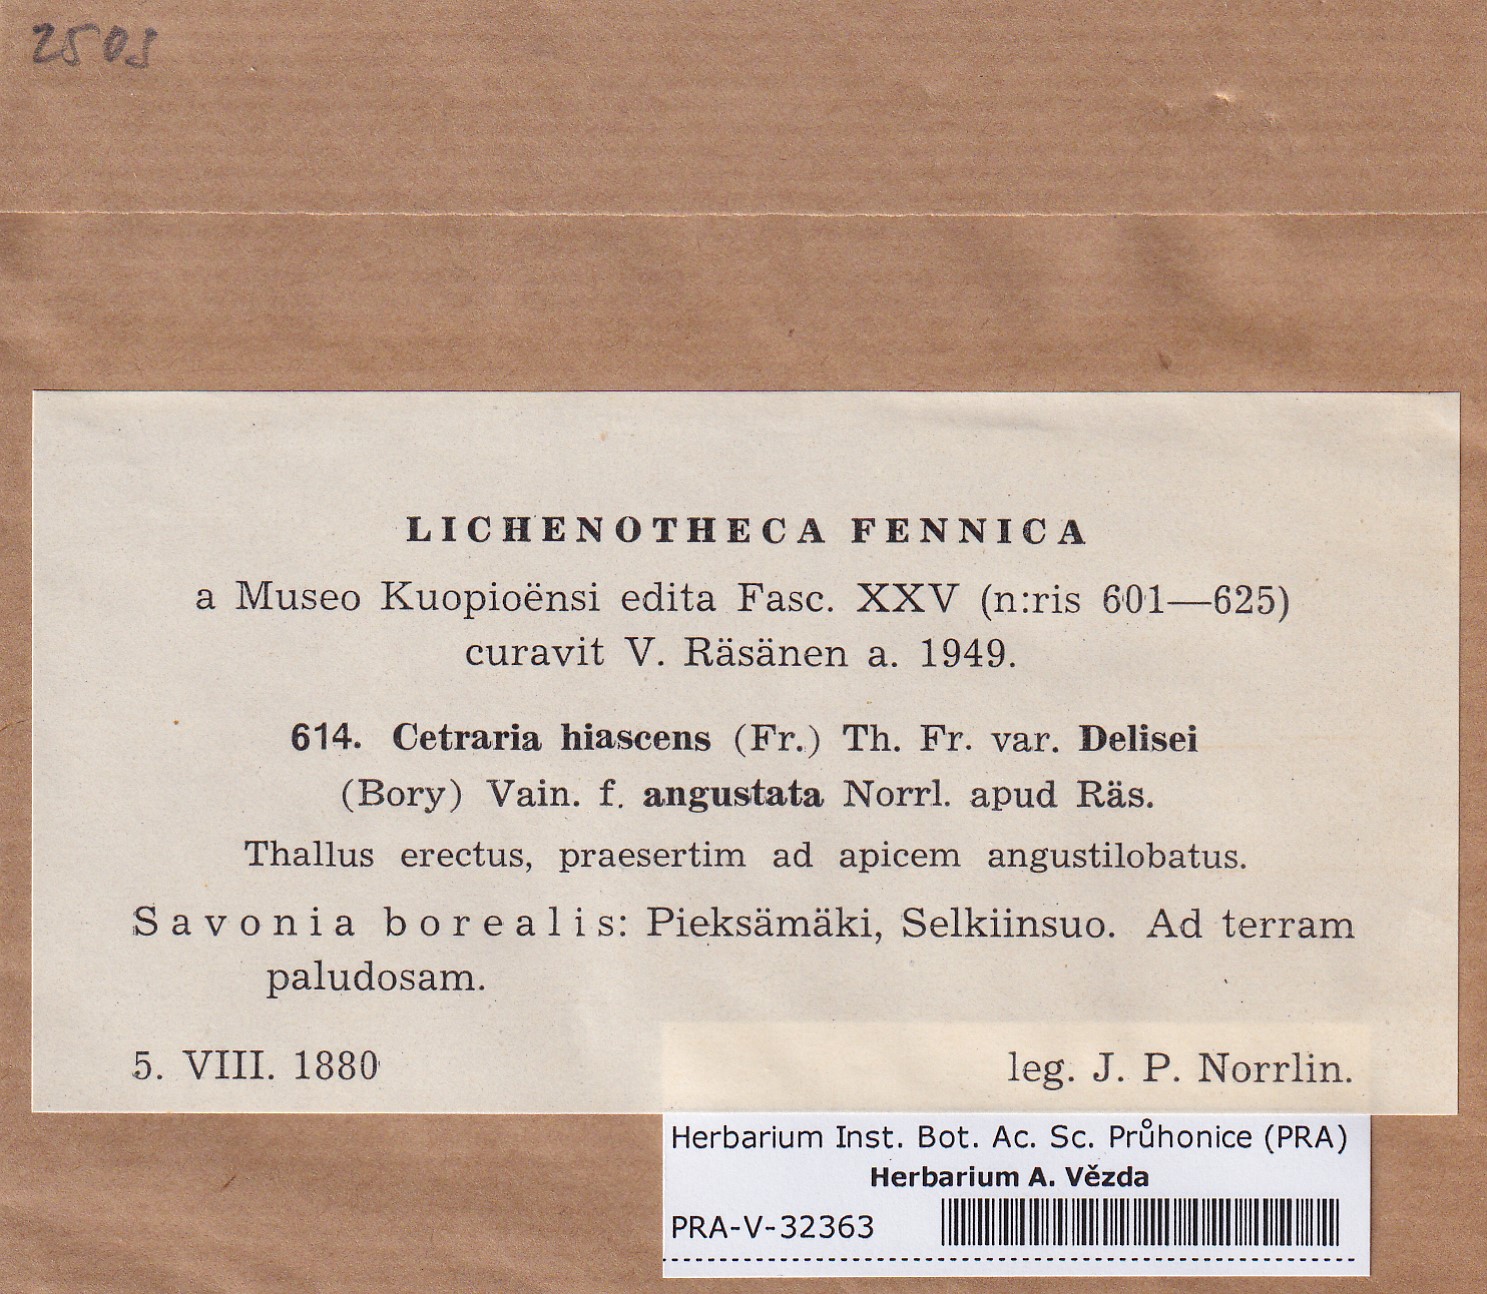 2503
LICHENOTHECA FENNICA
a Museo Kuopioënsi edita Fasc. XXV (n:ris 601—625)
curavit V. Räsänen a. 1949.
614. Cetraria hiascens (Fr.) Th. Fr. var. Delisei
(Bory) Vain. f. angustata Norrl. apud Räs.
Thallus erectus, praesertim ad apicem angustilobatus.
Savonia borealis: Pieksämäki, Selkiinsuo. Ad terram
paludosam.
5. VIII. 1880 leg. J. P. Norrlin.
Herbarium Inst. Bot. Ac. Sc. Průhonice (PRA)
Herbarium A. Vězda
PRA-V-32363